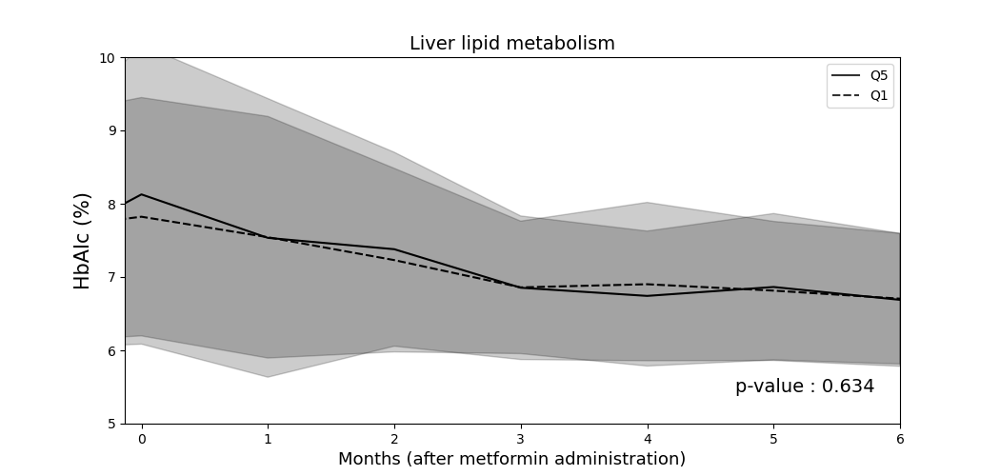 Liver lipid metabolism
10
9
8
7
6
5
HbAlc (%)
Q5
Q1
p-value : 0.634
0 1 2 3 4 5 6
Months (after metformin administration)